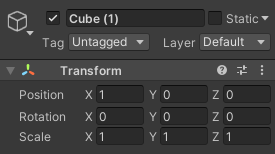 Cube (1) Static
Tag Untagged Layer Default
Transform
Position X 1 Y 0 Z 0
Rotation X 0 Y 0 Z 0
Scale X 1 Y 1 Z 1